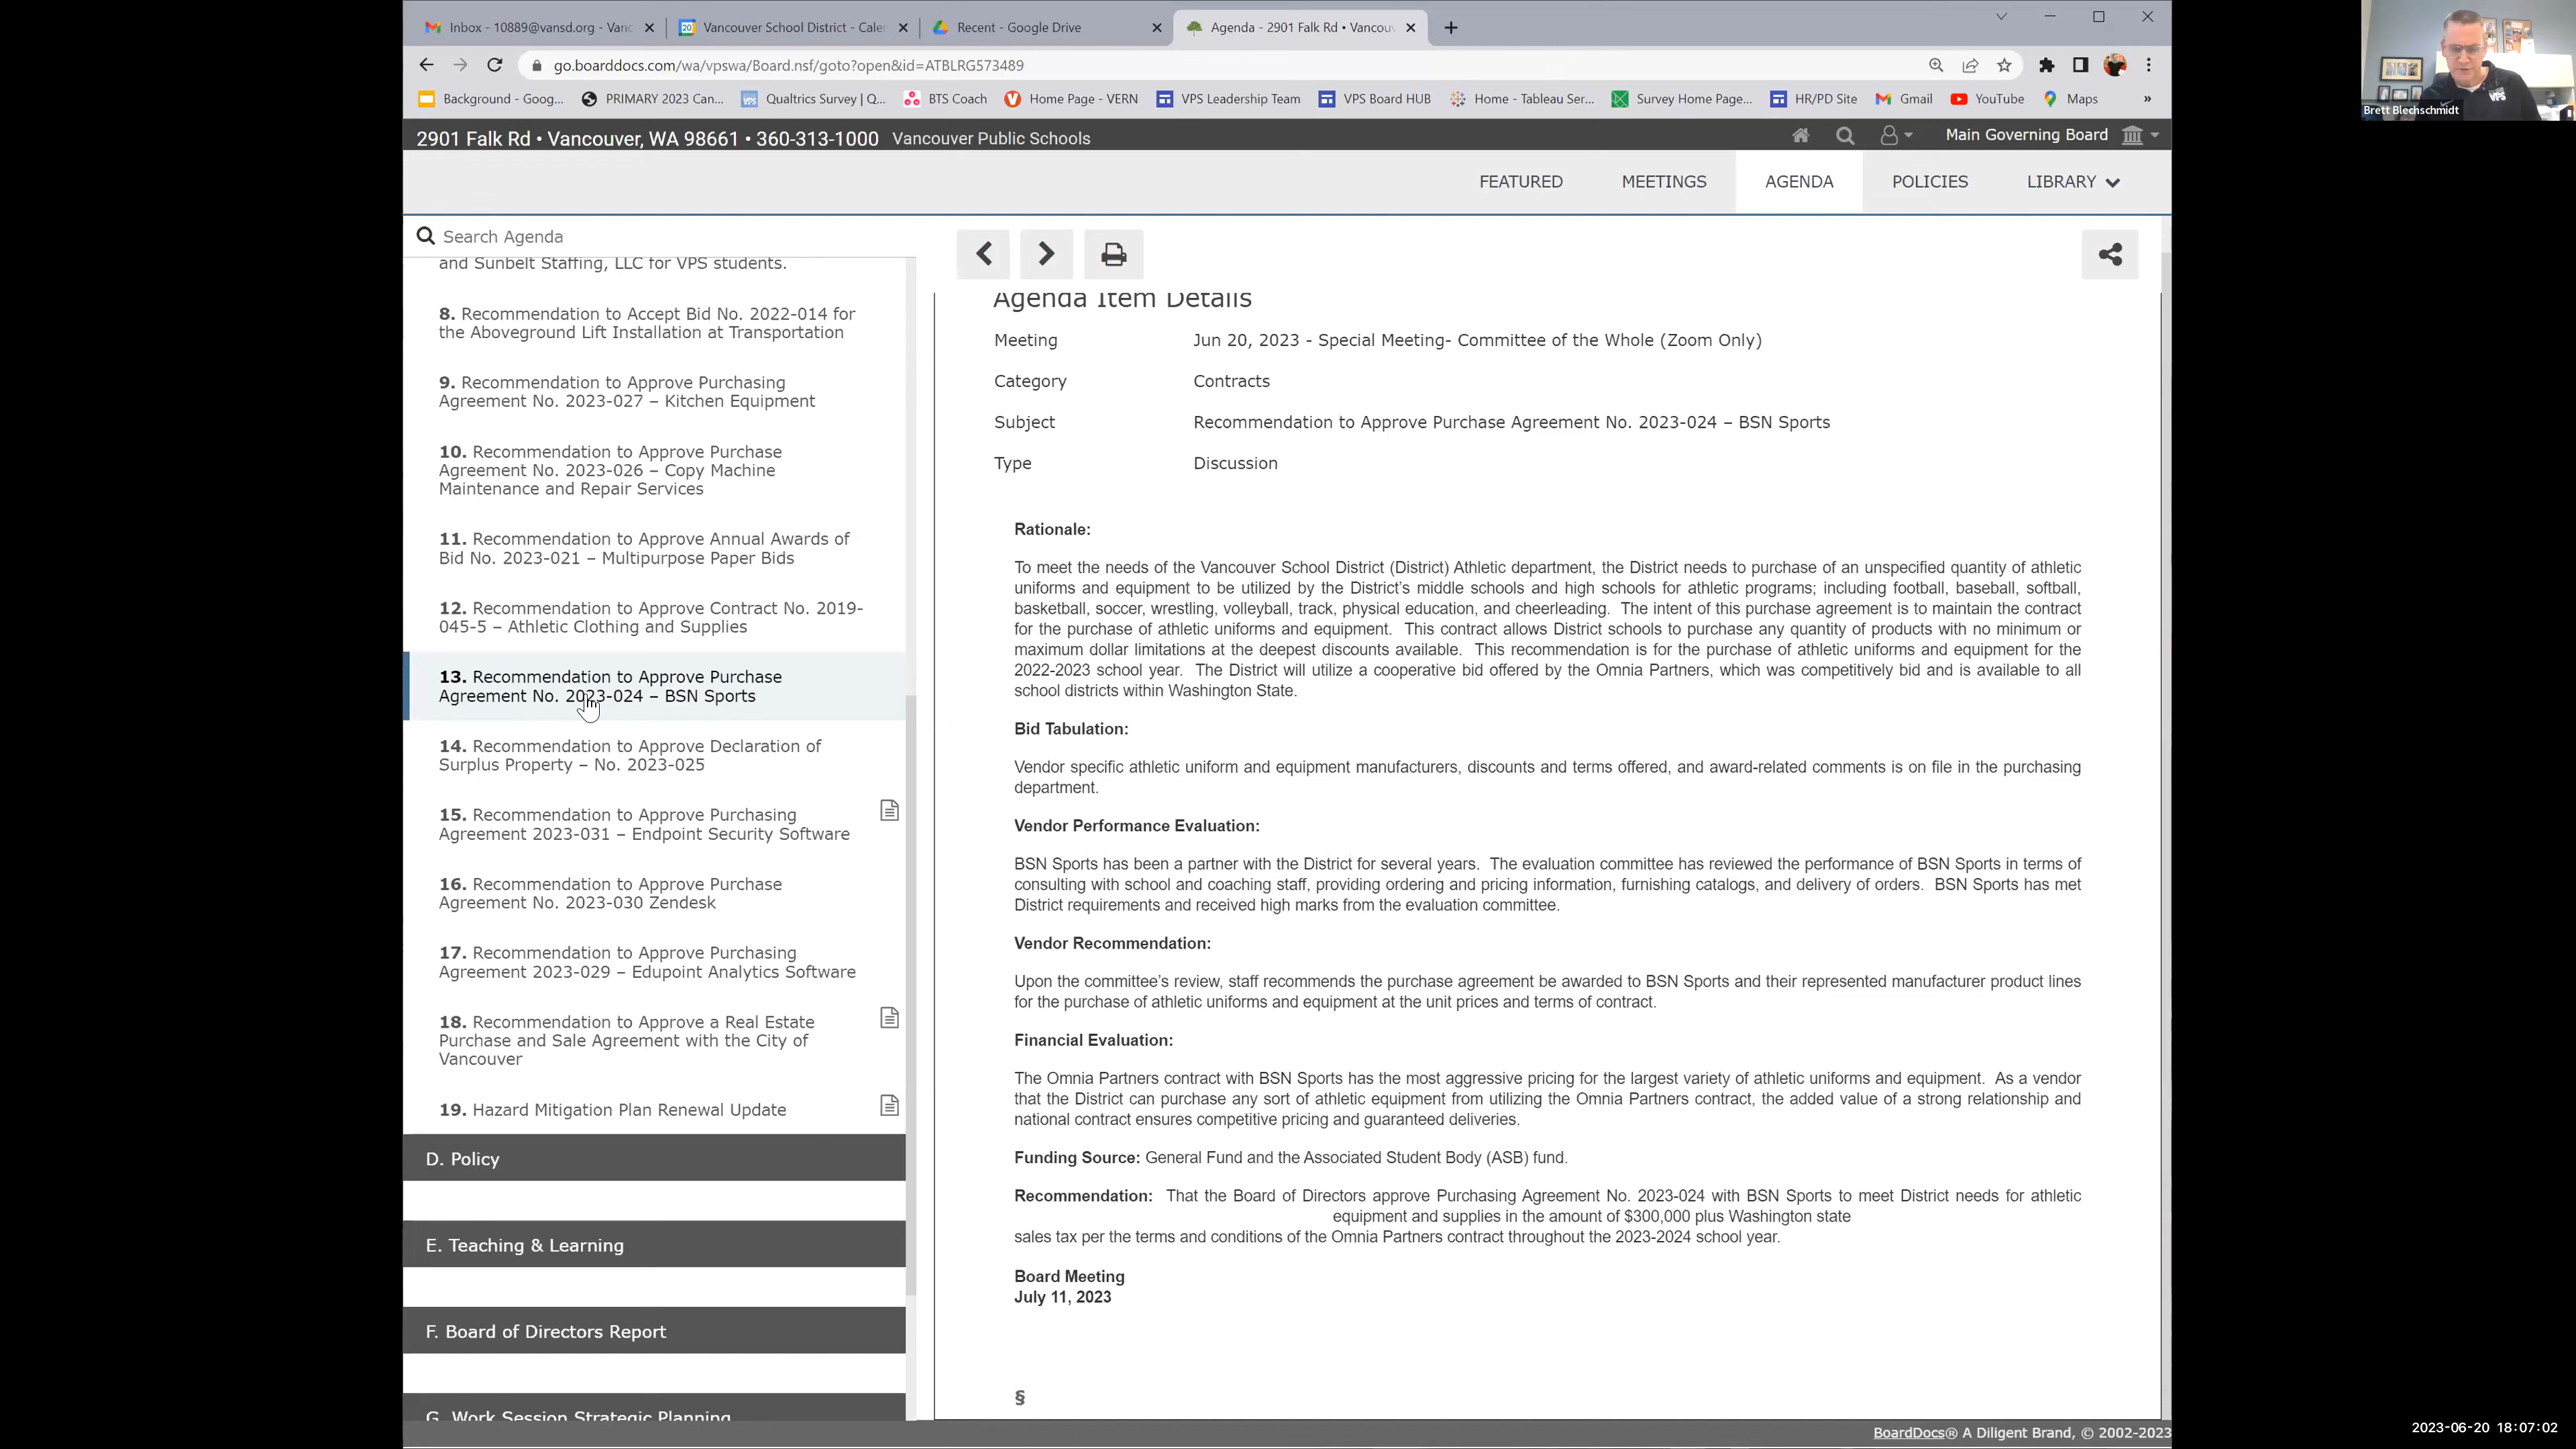 Inbox - 10889@vansd.org - Vanc
Vancouver School District - Caler
Recent - Google Drive
Agenda - 2901 Falk Rd • Vancouv
go.boarddocs.com/wa/vpswa/Board.nsf/goto?open&id=ATBLRG573489
Background - Goog...
PRIMARY 2023 Can...
Qualtrics Survey | Q...
BTS Coach
Home Page - VERN
VPS Leadership Team
VPS Board HUB
Home - Tableau Ser...
Survey Home Page...
HR/PD Site
Gmail
YouTube
Maps
»
2901 Falk Rd • Vancouver, WA 98661 • 360-313-1000 Vancouver Public Schools
Main Governing Board
FEATURED
MEETINGS
AGENDA
POLICIES
LIBRARY
Search Agenda
and Sunbelt Staffing, LLC for VPS students.
8. Recommendation to Accept Bid No. 2022-014 for
the Aboveground Lift Installation at Transportation
9. Recommendation to Approve Purchasing
Agreement No. 2023-027 – Kitchen Equipment
10. Recommendation to Approve Purchase
Agreement No. 2023-026 – Copy Machine
Maintenance and Repair Services
11. Recommendation to Approve Annual Awards of
Bid No. 2023-021 – Multipurpose Paper Bids
12. Recommendation to Approve Contract No. 2019-
045-5 – Athletic Clothing and Supplies
13. Recommendation to Approve Purchase
Agreement No. 2023-024 – BSN Sports
14. Recommendation to Approve Declaration of
Surplus Property – No. 2023-025
15. Recommendation to Approve Purchasing
Agreement 2023-031 – Endpoint Security Software
16. Recommendation to Approve Purchase
Agreement No. 2023-030 Zendesk
17. Recommendation to Approve Purchasing
Agreement 2023-029 – Edupoint Analytics Software
18. Recommendation to Approve a Real Estate
Purchase and Sale Agreement with the City of
Vancouver
19. Hazard Mitigation Plan Renewal Update
D. Policy
E. Teaching & Learning
F. Board of Directors Report
G. Work Session Strategic Planning
Agenda Item Details
Meeting Jun 20, 2023 - Special Meeting- Committee of the Whole (Zoom Only)
Category Contracts
Subject Recommendation to Approve Purchase Agreement No. 2023-024 – BSN Sports
Type Discussion
Rationale:
To meet the needs of the Vancouver School District (District) Athletic department, the District needs to purchase of an unspecified quantity of athletic
uniforms and equipment to be utilized by the District's middle schools and high schools for athletic programs; including football, baseball, softball,
basketball, soccer, wrestling, volleyball, track, physical education, and cheerleading. The intent of this purchase agreement is to maintain the contract
for the purchase of athletic uniforms and equipment. This contract allows District schools to purchase any quantity of products with no minimum or
maximum dollar limitations at the deepest discounts available. This recommendation is for the purchase of athletic uniforms and equipment for the
2022-2023 school year. The District will utilize a cooperative bid offered by the Omnia Partners, which was competitively bid and is available to all
school districts within Washington State.
Bid Tabulation:
Vendor specific athletic uniform and equipment manufacturers, discounts and terms offered, and award-related comments is on file in the purchasing
department.
Vendor Performance Evaluation:
BSN Sports has been a partner with the District for several years. The evaluation committee has reviewed the performance of BSN Sports in terms of
consulting with school and coaching staff, providing ordering and pricing information, furnishing catalogs, and delivery of orders. BSN Sports has met
District requirements and received high marks from the evaluation committee.
Vendor Recommendation:
Upon the committee's review, staff recommends the purchase agreement be awarded to BSN Sports and their represented manufacturer product lines
for the purchase of athletic uniforms and equipment at the unit prices and terms of contract.
Financial Evaluation:
The Omnia Partners contract with BSN Sports has the most aggressive pricing for the largest variety of athletic uniforms and equipment. As a vendor
that the District can purchase any sort of athletic equipment from utilizing the Omnia Partners contract, the added value of a strong relationship and
national contract ensures competitive pricing and guaranteed deliveries.
Funding Source: General Fund and the Associated Student Body (ASB) fund.
Recommendation: That the Board of Directors approve Purchasing Agreement No. 2023-024 with BSN Sports to meet District needs for athletic
equipment and supplies in the amount of $300,000 plus Washington state
sales tax per the terms and conditions of the Omnia Partners contract throughout the 2023-2024 school year.
Board Meeting
July 11, 2023
§
BoardDocs® A Diligent Brand, © 2002-2023
VPS
Brett Blechschmidt
2023-06-20 18:07:02